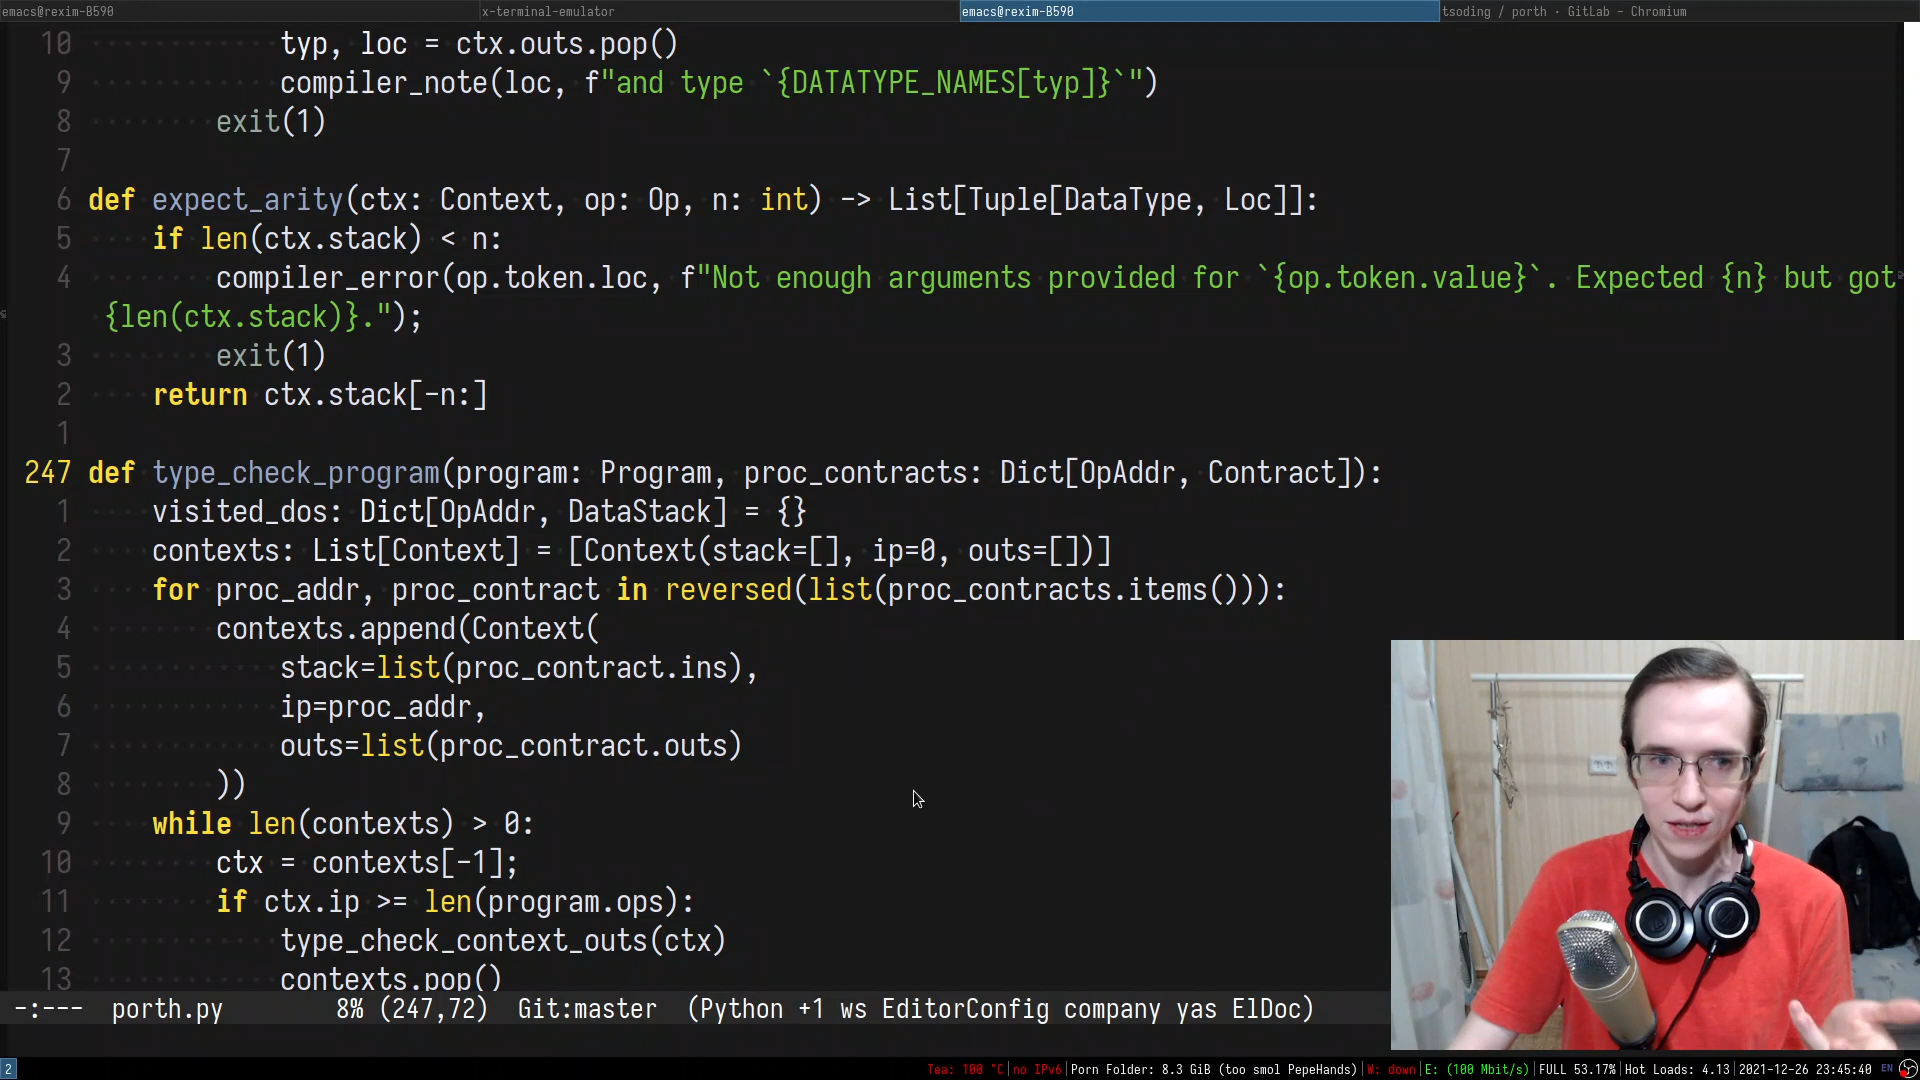 emacs@rexim-B590 x-terminal-emulator emacs@rexim-B590 tsoding / porth · GitLab - Chromium
10 typ, loc = ctx.outs.pop()
9 compiler_note(loc, f"and type `{DATATYPE_NAMES[typ]}`")
8 exit(1)
7
6 def expect_arity(ctx: Context, op: Op, n: int) -> List[Tuple[DataType, Loc]]:
5 if len(ctx.stack) < n:
4 compiler_error(op.token.loc, f"Not enough arguments provided for `{op.token.value}`. Expected {n} but got
{len(ctx.stack)}.");
3 exit(1)
2 return ctx.stack[-n:]
1
247 def type_check_program(program: Program, proc_contracts: Dict[OpAddr, Contract]):
1 visited_dos: Dict[OpAddr, DataStack] = {}
2 contexts: List[Context] = [Context(stack=[], ip=0, outs=[])]
3 for proc_addr, proc_contract in reversed(list(proc_contracts.items())):
4 contexts.append(Context(
5 stack=list(proc_contract.ins),
6 ip=proc_addr,
7 outs=list(proc_contract.outs)
8 ))
9 while len(contexts) > 0:
10 ctx = contexts[-1];
11 if ctx.ip >= len(program.ops):
12 type_check_context_outs(ctx)
13 contexts.pop()
-:--- porth.py 8% (247,72) Git:master (Python +1 ws EditorConfig company yas ElDoc)
2 Tea: 100 °C|no IPv6|Porn Folder: 8.3 GiB (too smol PepeHands)|W: down|E: (100 Mbit/s)|FULL 53.17%|Hot Loads: 4.13|2021-12-26 23:45:40 EN